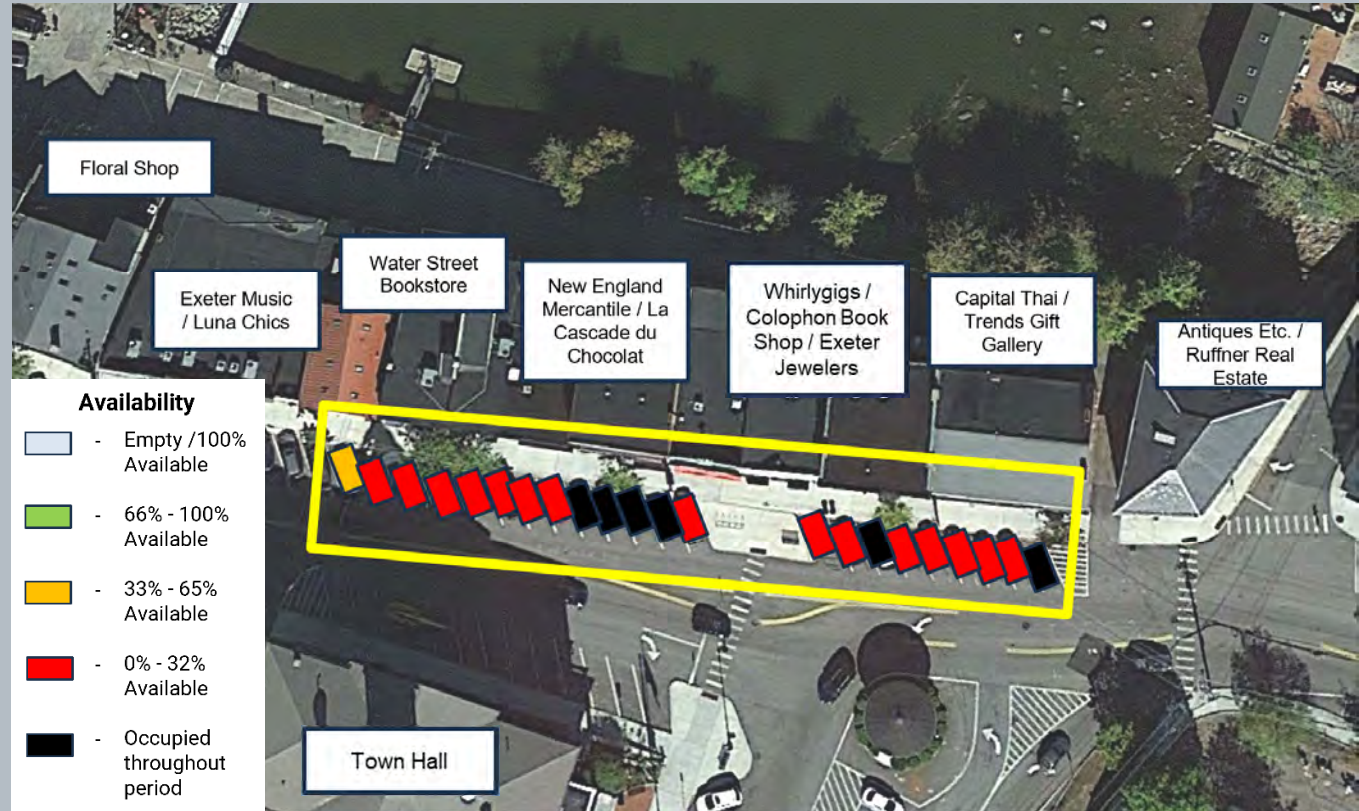 Floral Shop
Exeter Music
/ Luna Chics
Water Street
Bookstore
New England
Mercantile / La
Cascade du
Chocolat
Whirlygigs /
Colophon Book
Shop / Exeter
Jewelers
Capital Thai /
Trends Gift
Gallery
Antiques Etc. /
Ruffner Real
Estate
Availability
- Empty /100%
Available
- 66% - 100%
Available
- 33% - 65%
Available
- 0% - 32%
Available
- Occupied
throughout
period
Town Hall